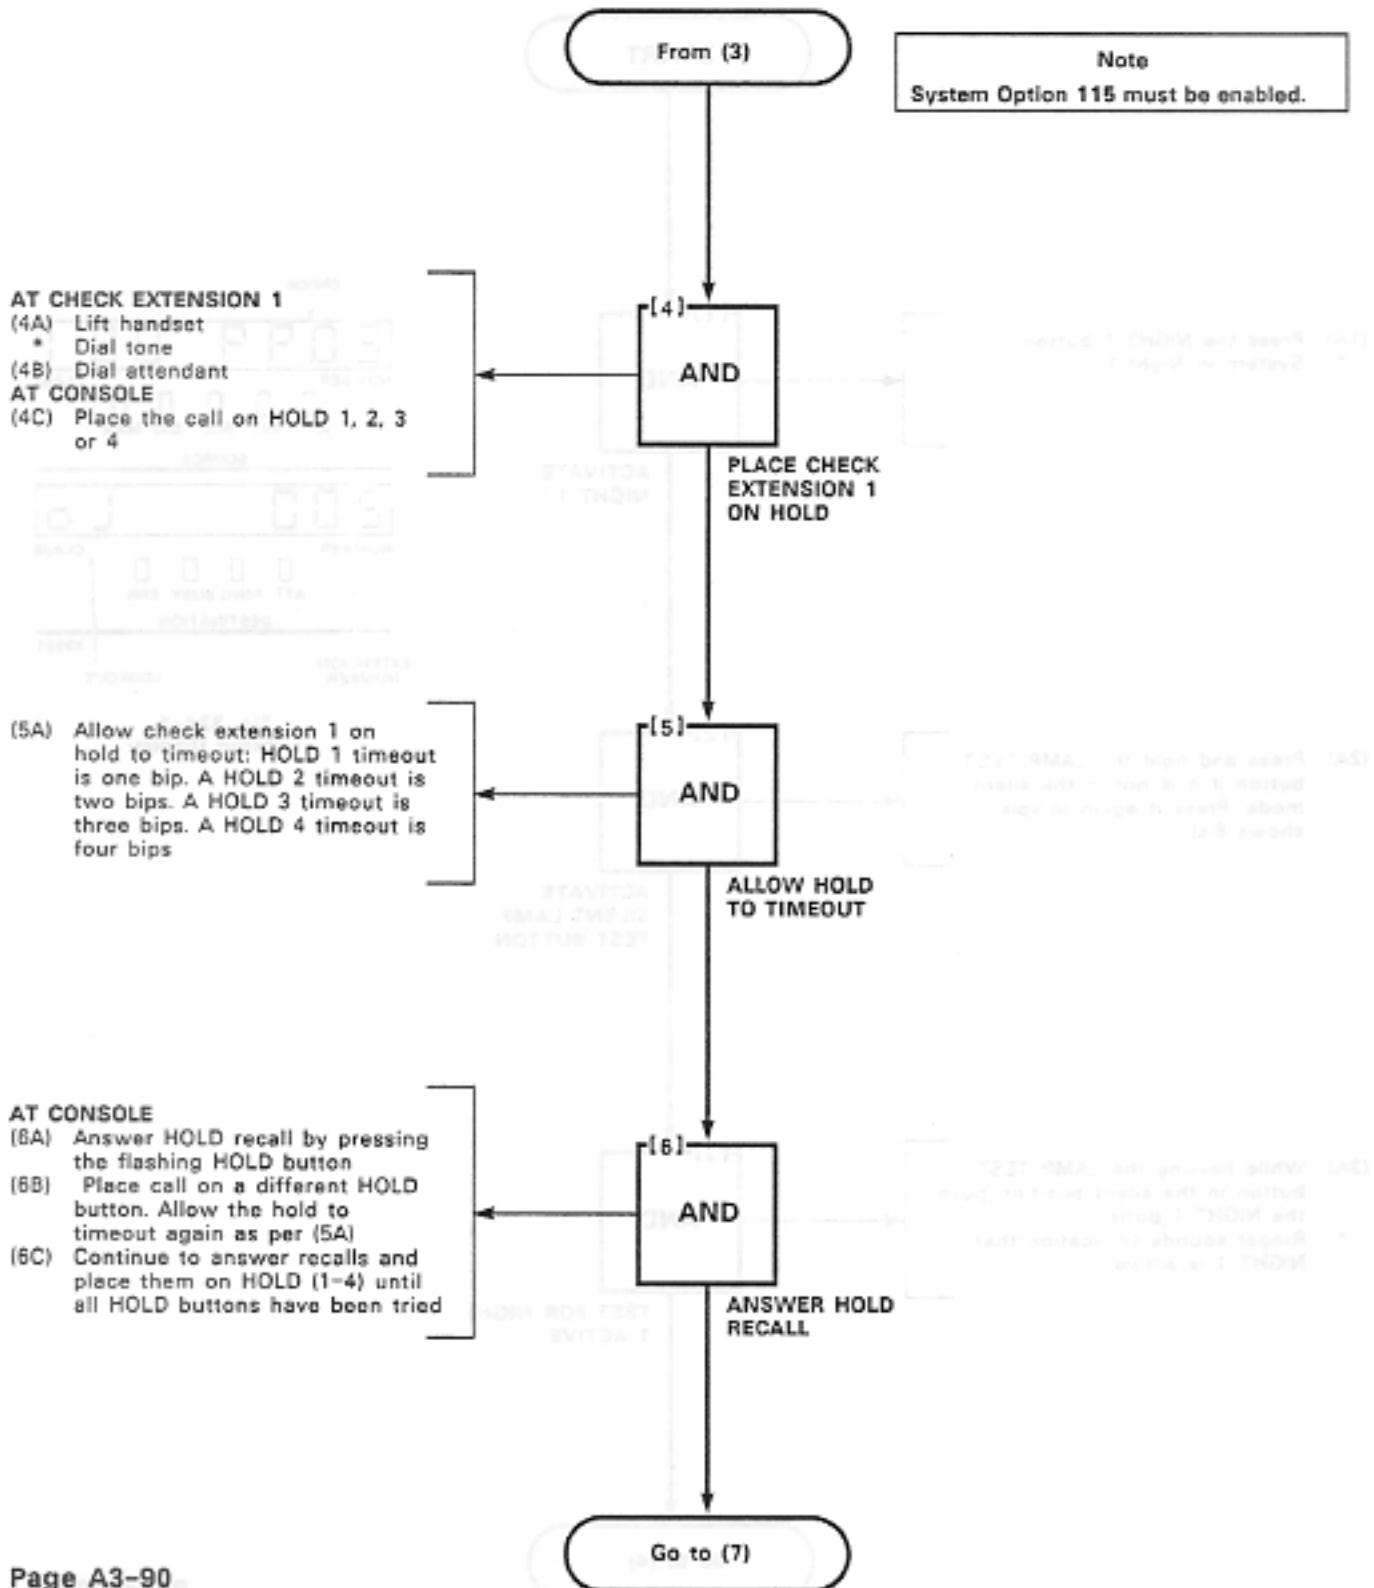 From (3)
Note
System Option 115 must be enabled.
AT CHECK EXTENSION 1
(4A) Lift handset
* Dial tone
(4B) Dial attendant
AT CONSOLE
(4C) Place the call on HOLD 1, 2, 3
or 4
[4]
AND
PLACE CHECK
EXTENSION 1
ON HOLD
(5A) Allow check extension 1 on
hold to timeout: HOLD 1 timeout
is one bip. A HOLD 2 timeout is
two bips. A HOLD 3 timeout is
three bips. A HOLD 4 timeout is
four bips
[5]
AND
ALLOW HOLD
TO TIMEOUT
AT CONSOLE
(6A) Answer HOLD recall by pressing
the flashing HOLD button
(6B) Place call on a different HOLD
button. Allow the hold to
timeout again as per (5A)
(6C) Continue to answer recalls and
place them on HOLD (1-4) until
all HOLD buttons have been tried
[6]
AND
ANSWER HOLD
RECALL
Go to (7)
Page A3-90